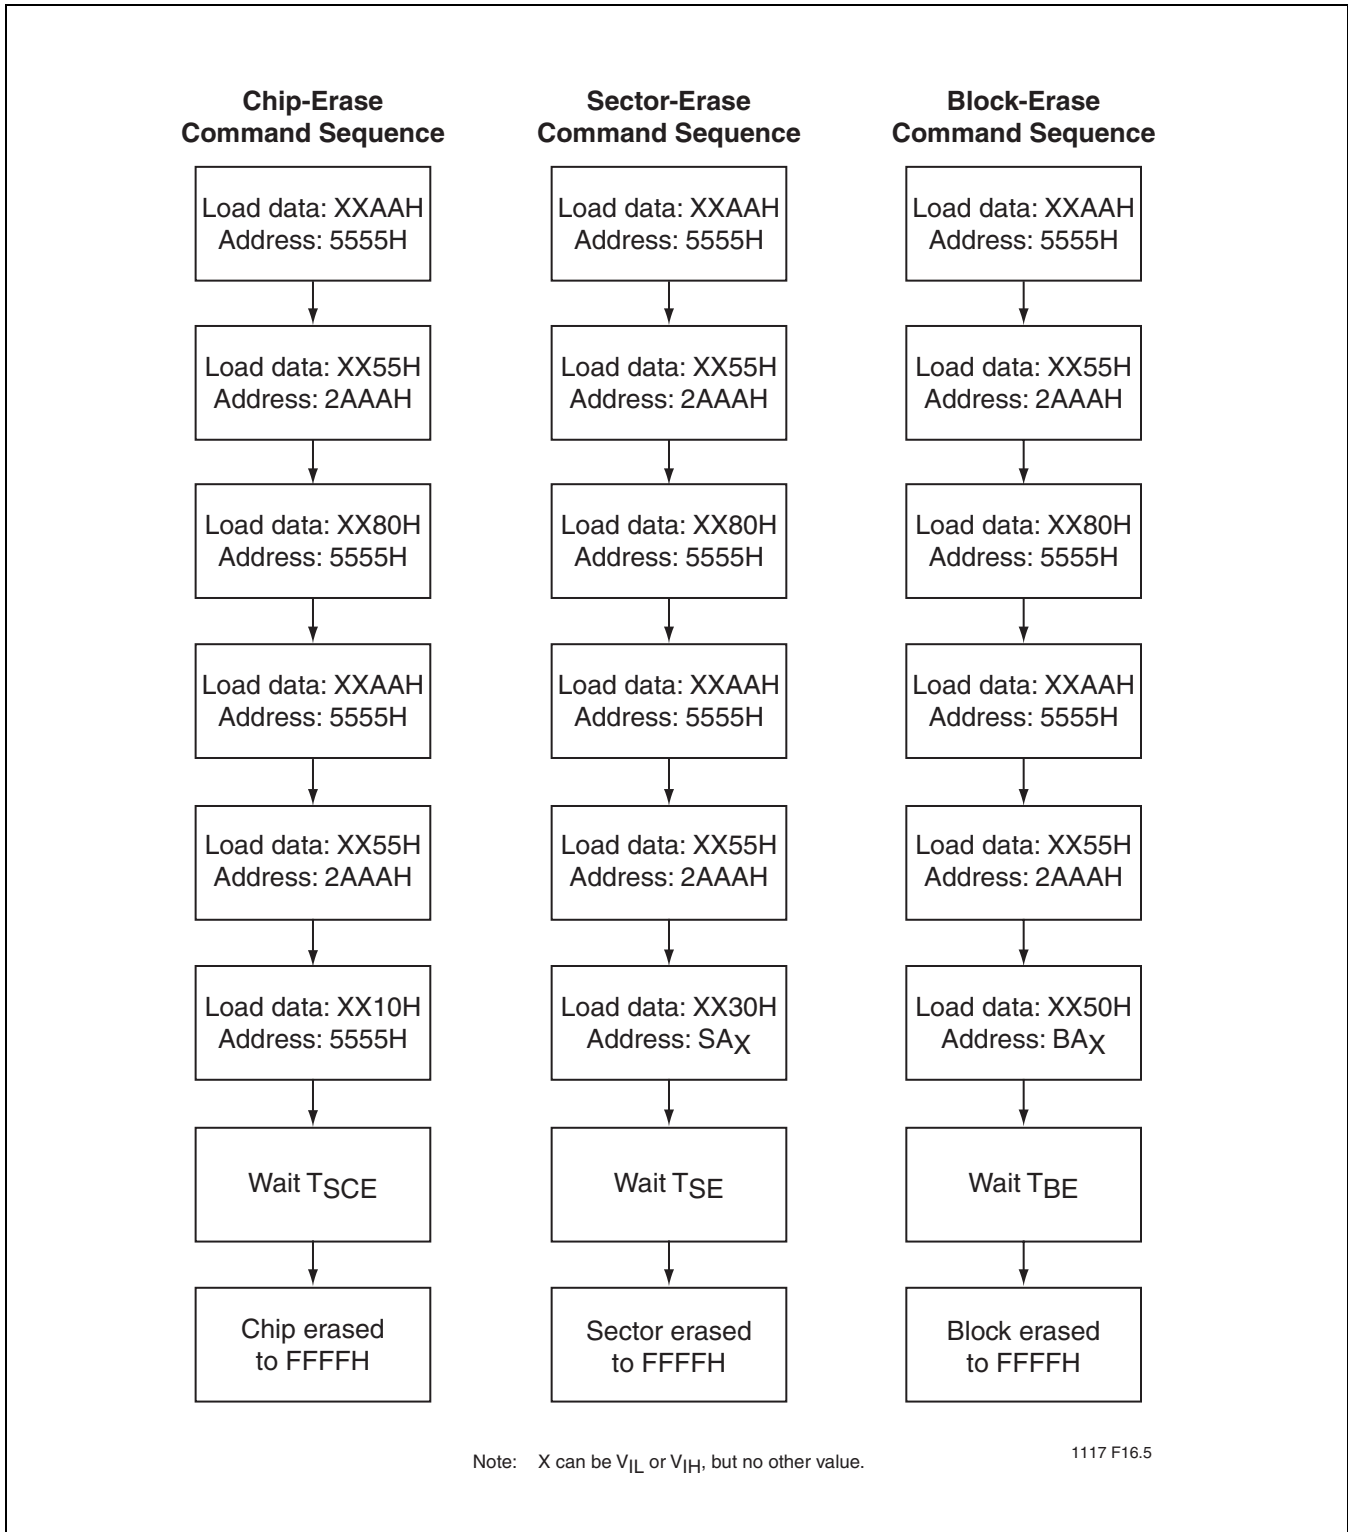 Chip-Erase
Command Sequence
Load data: XXAAH
Address: 5555H
Load data: XX55H
Address: 2AAAH
Load data: XX80H
Address: 5555H
Load data: XXAAH
Address: 5555H
Load data: XX55H
Address: 2AAAH
Load data: XX10H
Address: 5555H
Wait TSCE
Chip erased
to FFFFH
Sector-Erase
Command Sequence
Load data: XXAAH
Address: 5555H
Load data: XX55H
Address: 2AAAH
Load data: XX80H
Address: 5555H
Load data: XXAAH
Address: 5555H
Load data: XX55H
Address: 2AAAH
Load data: XX30H
Address: SAX
Wait TSE
Sector erased
to FFFFH
Block-Erase
Command Sequence
Load data: XXAAH
Address: 5555H
Load data: XX55H
Address: 2AAAH
Load data: XX80H
Address: 5555H
Load data: XXAAH
Address: 5555H
Load data: XX55H
Address: 2AAAH
Load data: XX50H
Address: BAX
Wait TBE
Block erased
to FFFFH
Note: X can be VIL or VIH, but no other value.
1117 F16.5